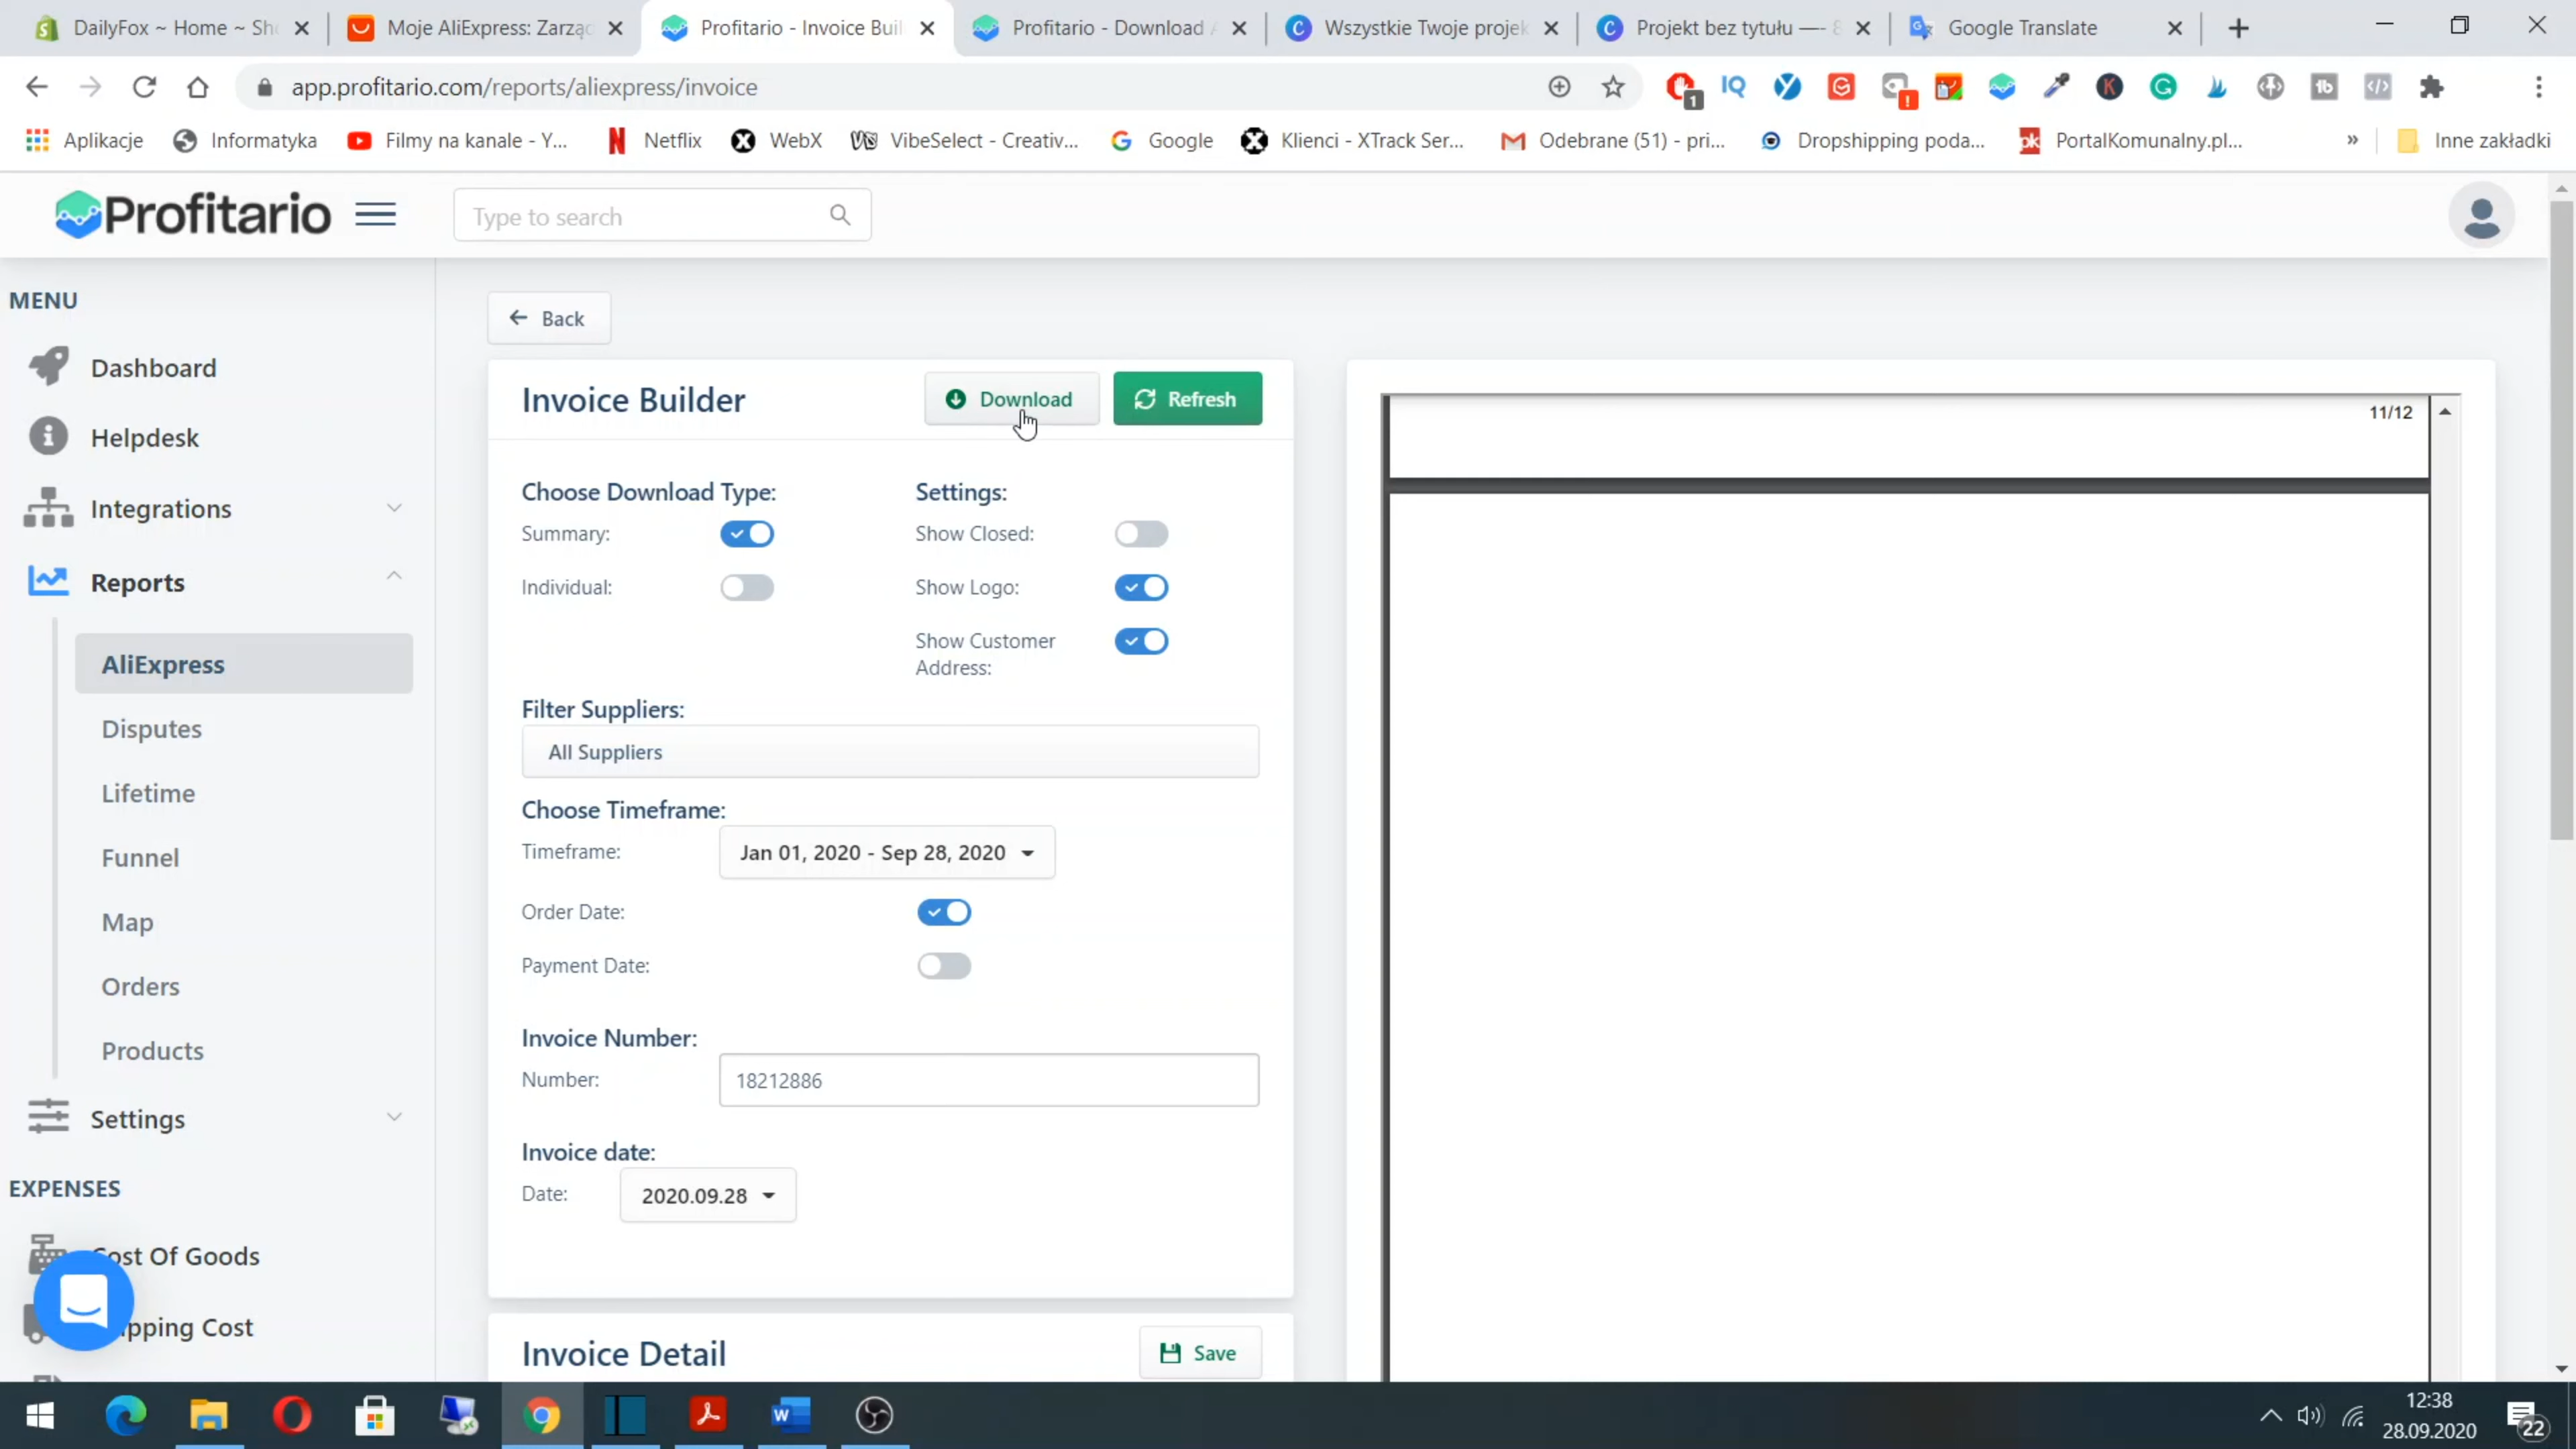 DailyFox ~ Home ~ Sh
Moje AliExpress: Zarząd
Profitario - Invoice Buil
Profitario - Download
Wszystkie Twoje projek
Projekt bez tytułu —- 8
Google Translate
app.profitario.com/reports/aliexpress/invoice
Aplikacje
Informatyka
Filmy na kanale - Y...
Netflix
WebX
VibeSelect - Creativ...
Google
Klienci - XTrack Ser...
Odebrane (51) - pri...
Dropshipping poda...
PortalKomunalny.pl...
»
Inne zakładki
Profitario
Type to search
MENU
Dashboard
Helpdesk
Integrations
Reports
AliExpress
Disputes
Lifetime
Funnel
Map
Orders
Products
Settings
EXPENSES
Cost Of Goods
pping Cost
Back
Invoice Builder
Download
Refresh
Choose Download Type:
Summary:
Individual:
Settings:
Show Closed:
Show Logo:
Show Customer
Address:
Filter Suppliers:
All Suppliers
Choose Timeframe:
Timeframe:
Jan 01, 2020 - Sep 28, 2020
Order Date:
Payment Date:
Invoice Number:
Number:
18212886
Invoice date:
Date:
2020.09.28
Invoice Detail
Save
11/12
12:38
28.09.2020
22